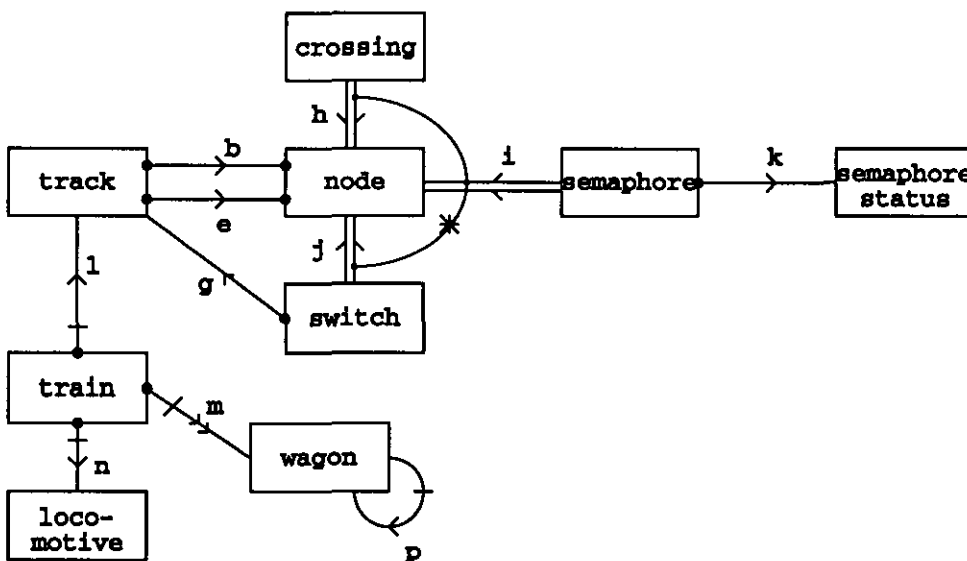 crossing
h
b
i
k
track
node
semaphore
semaphore
status
e
j
l
g
switch
train
m
wagon
n
loco-
motive
p